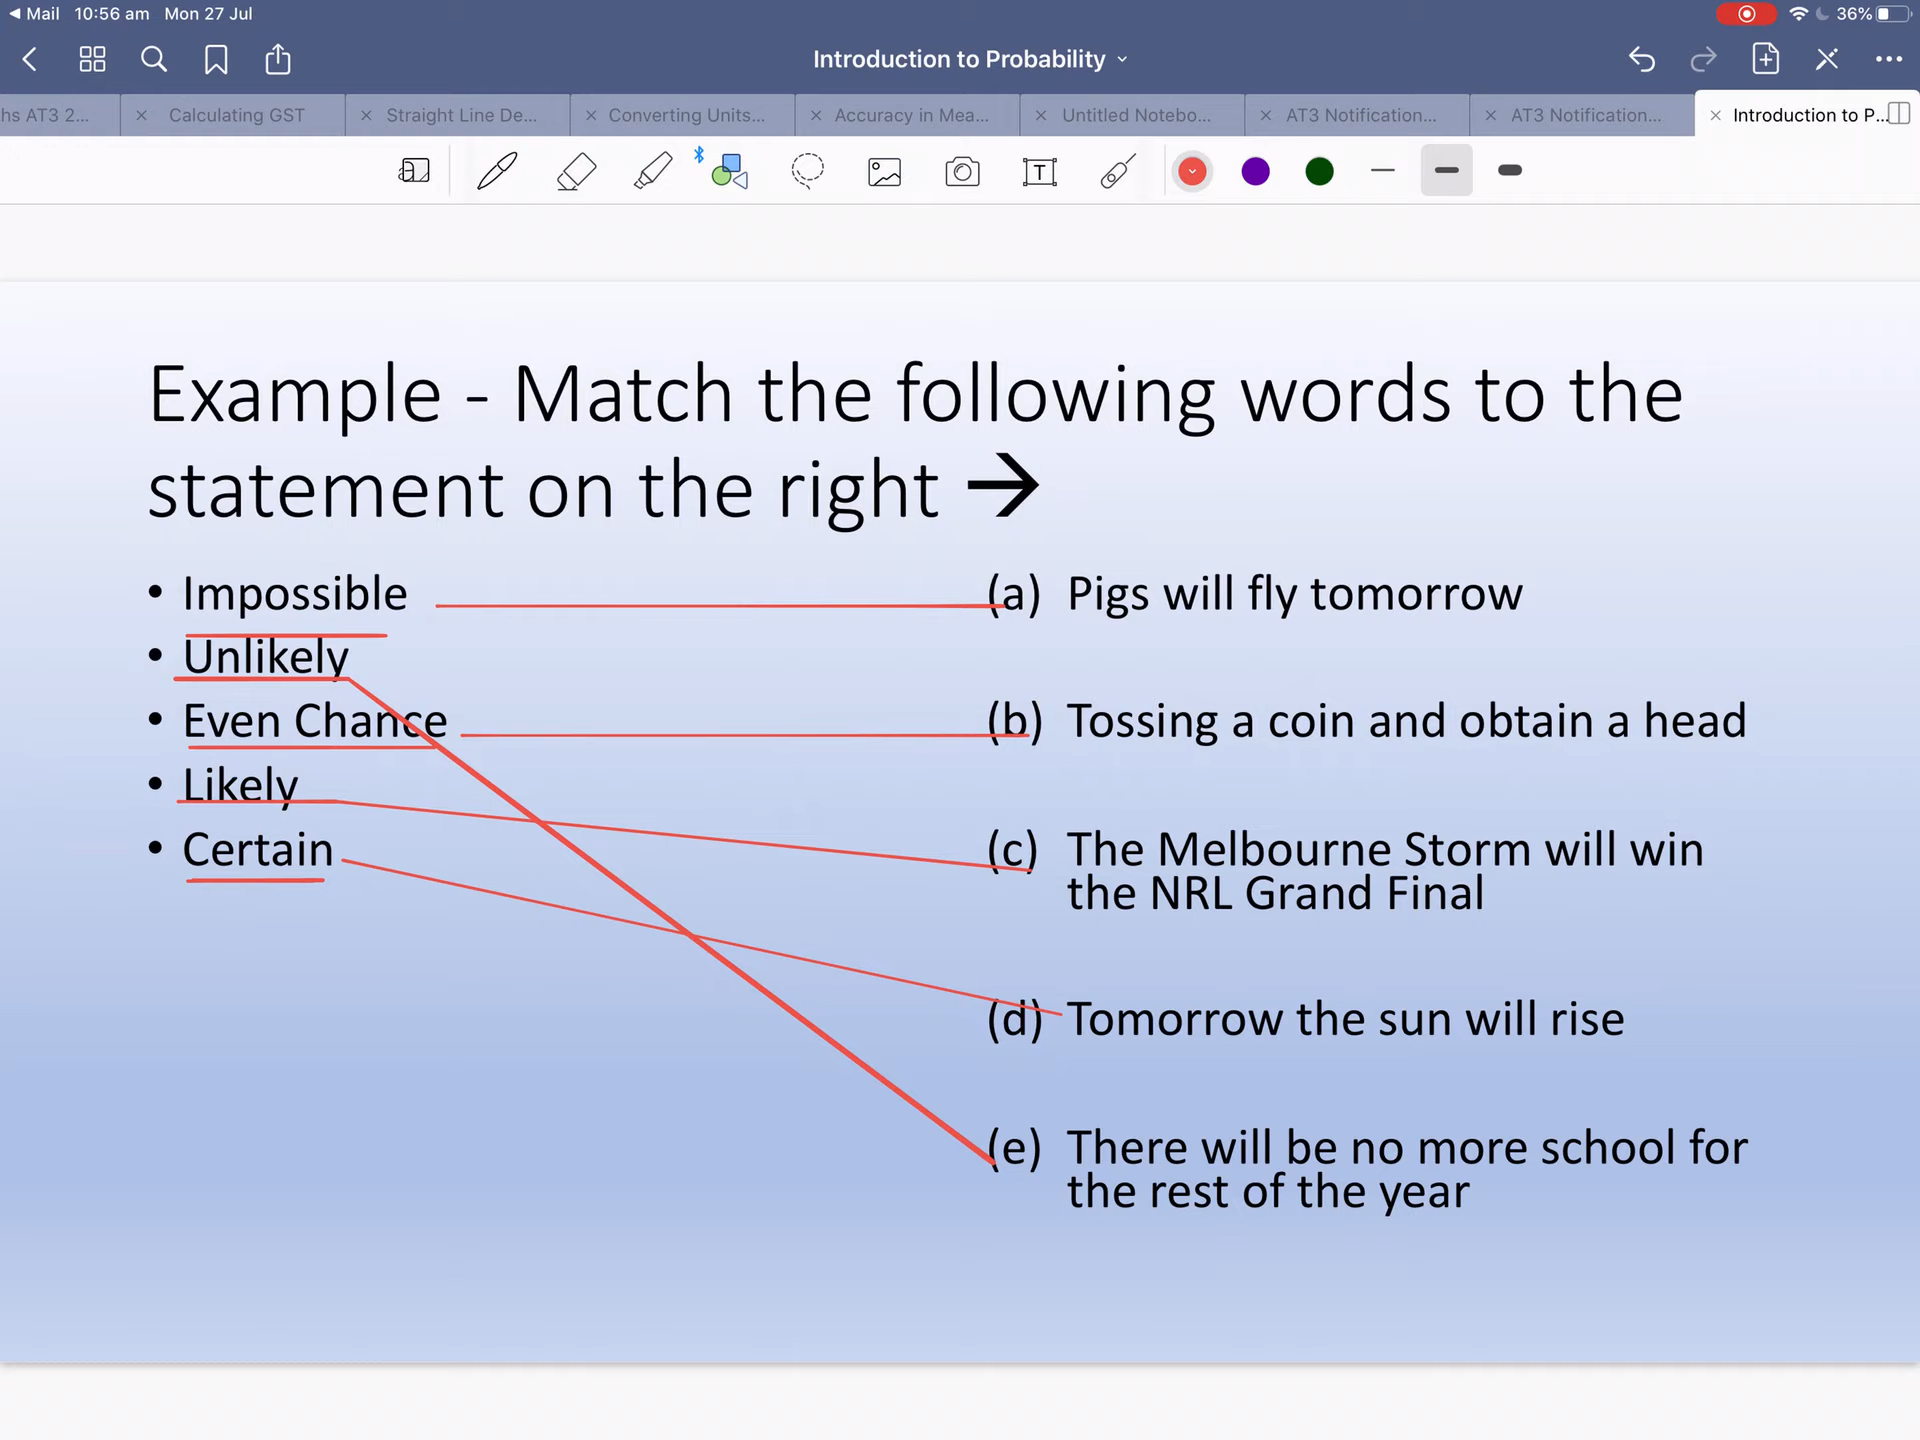 Mail 10:56 am Mon 27 Jul 36%
Introduction to Probability
hs AT3 2... Calculating GST Straight Line De... Converting Units... Accuracy in Mea... Untitled Notebo... AT3 Notification... AT3 Notification... Introduction to P...
Example - Match the following words to the
statement on the right →
• Impossible
• Unlikely
• Even Chance
• Likely
• Certain
(a) Pigs will fly tomorrow
(b) Tossing a coin and obtain a head
(c) The Melbourne Storm will win
the NRL Grand Final
(d) Tomorrow the sun will rise
(e) There will be no more school for
the rest of the year